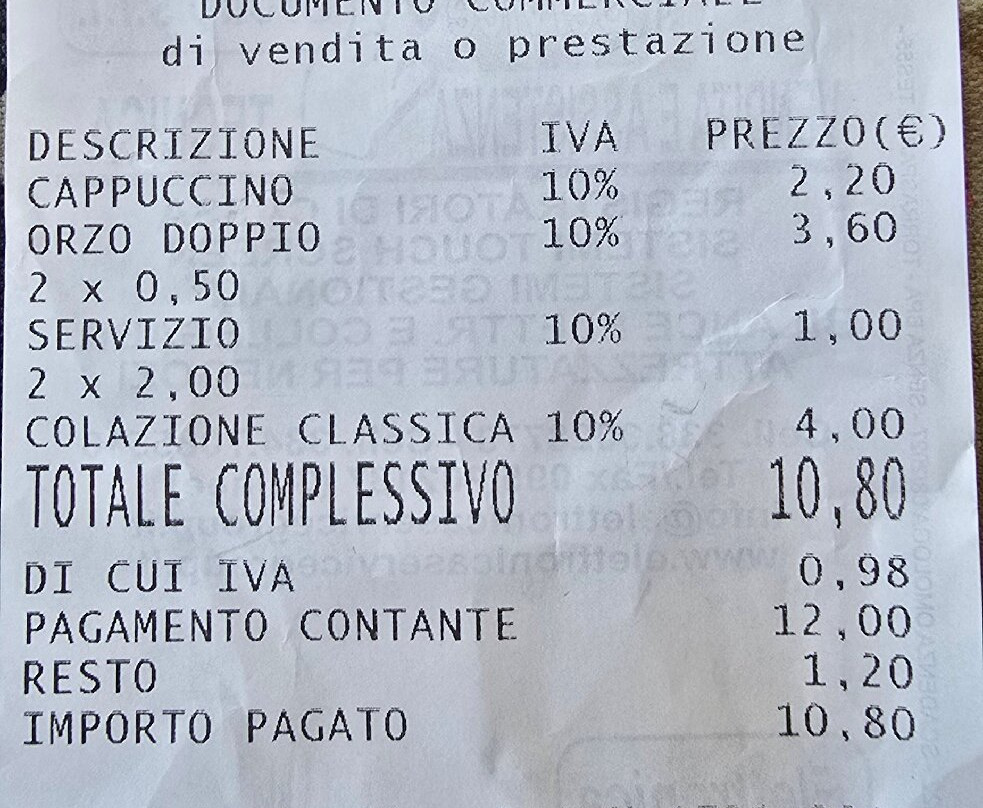 DOCUMENTO COMMERCIALE
di vendita o prestazione
DESCRIZIONE IVA PREZZO(€)
CAPPUCCINO 10% 2,20
ORZO DOPPIO 10% 3,60
2 x 0,50
SERVIZIO 10% 1,00
2 x 2,00
COLAZIONE CLASSICA 10% 4,00
TOTALE COMPLESSIVO 10,80
DI CUI IVA 0,98
PAGAMENTO CONTANTE 12,00
RESTO 1,20
IMPORTO PAGATO 10,80